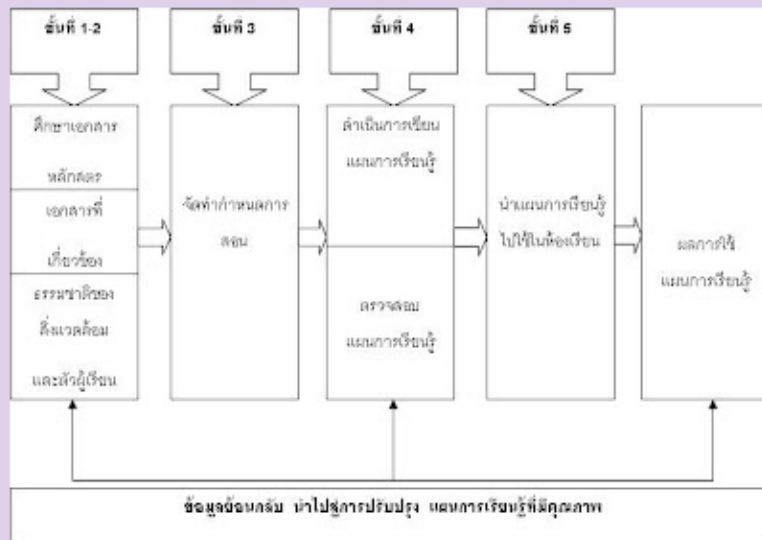 ขั้นที่ 1-2
ขั้นที่ 3
ขั้นที่ 4
ขั้นที่ 5
ศึกษาเอกสาร
หลักสูตร
เอกสารที่
เกี่ยวข้อง
ธรรมชาติของ
สิ่งแวดล้อม
และตัวผู้เรียน
จัดทำกำหนดการ
สอน
ดำเนินการเขียน
แผนการเรียนรู้
ตรวจสอบ
แผนการเรียนรู้
นำแผนการเรียนรู้
ไปใช้ในห้องเรียน
ผลการใช้
แผนการเรียนรู้
ข้อมูลย้อนกลับ นำไปสู่การปรับปรุง แผนการเรียนรู้ที่มีคุณภาพ